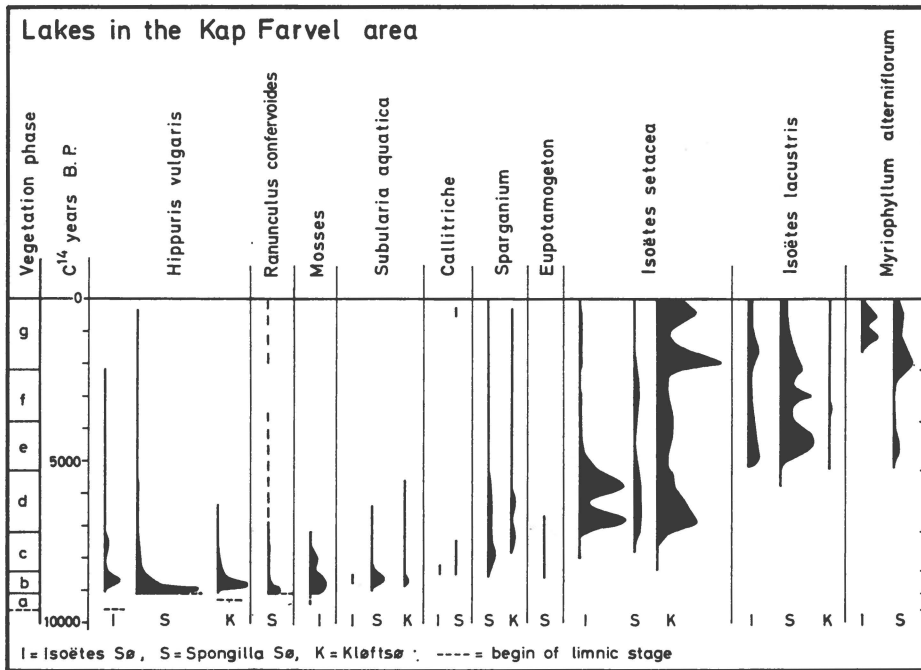 Lakes in the Kap Farvel area
Vegetation phase
C14 years B.P.
Hippuris vulgaris
Ranunculus confervoides
Mosses
Subularia aquatica
Callitriche
Sparganium
Eupotamogeton
Isoëtes setacea
Isoëtes lacustris
Myriophyllum alterniflorum
0
g
f
e
5000
d
c
b
a
10000
I S K S I I S K I S S K S I S K I S K I S
I = Isoëtes Sø, S = Spongilla Sø, K = Kløftsø; ---- = begin of limnic stage